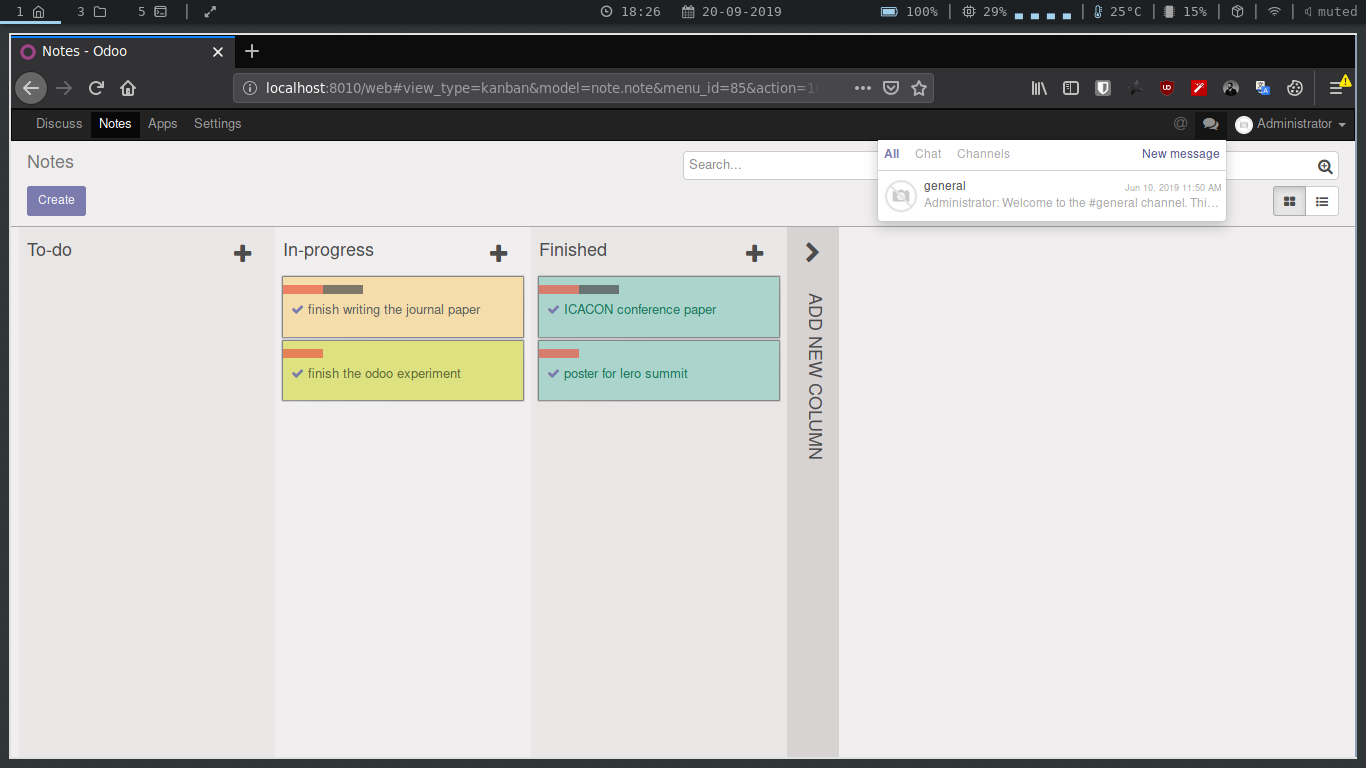 1 3 5 18:26 20-09-2019 100% 29% 25°C 15% muted
Notes - Odoo
localhost:8010/web#view_type=kanban&model=note.note&menu_id=85&action=1
Discuss Notes Apps Settings @ Administrator
Notes Search...
All Chat Channels New message
general Jun 10, 2019 11:50 AM
Administrator: Welcome to the #general channel. Thi...
Create
To-do In-progress Finished
finish writing the journal paper ICACON conference paper
finish the odoo experiment poster for lero summit
ADD NEW COLUMN